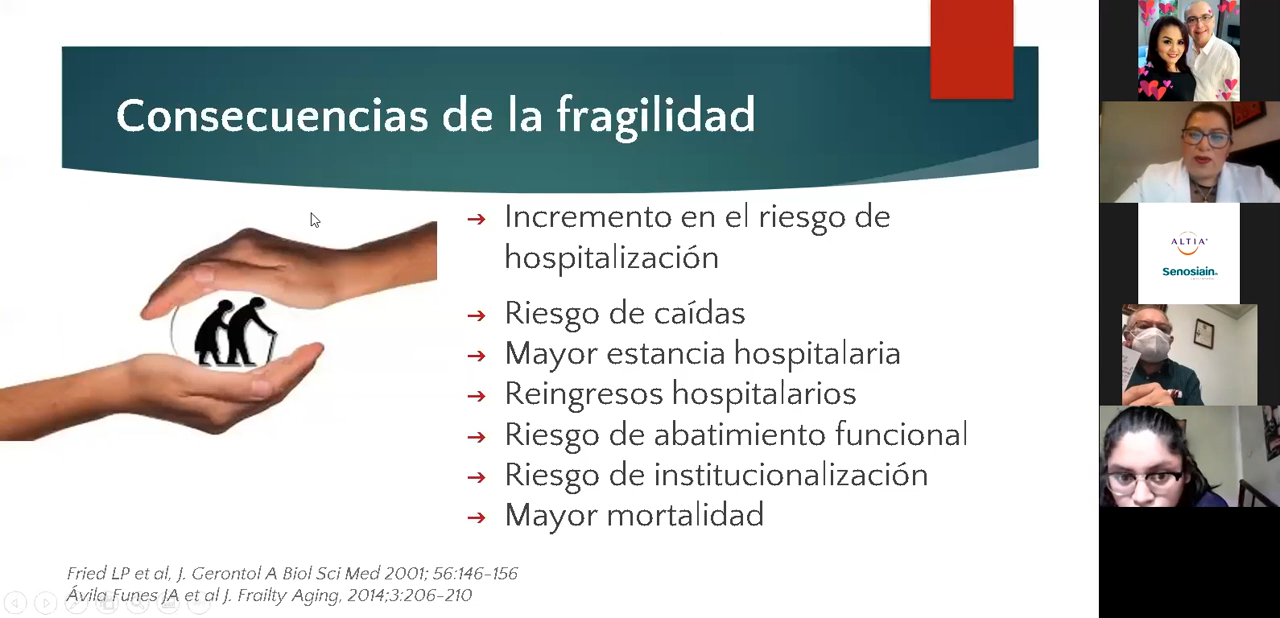 Consecuencias de la fragilidad
➔ Incremento en el riesgo de
hospitalización
➔ Riesgo de caídas
➔ Mayor estancia hospitalaria
➔ Reingresos hospitalarios
➔ Riesgo de abatimiento funcional
➔ Riesgo de institucionalización
➔ Mayor mortalidad
Fried LP et al, J. Gerontol A Biol Sci Med 2001; 56:146-156
Ávila Funes JA et al J. Frailty Aging, 2014;3:206-210
ALTIA
Senosiain